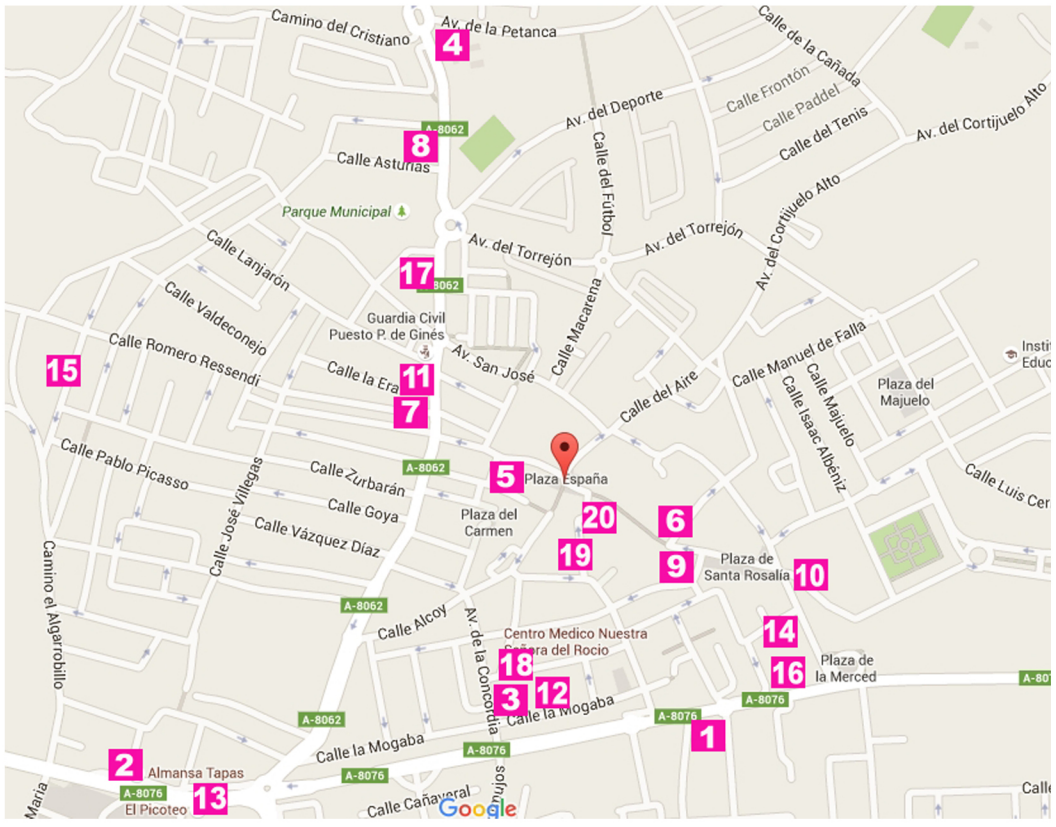 Camino del Cristiano
4
Av. de la Petanca
Calle de la Cañada
Calle Frontón
Calle Paddel
Av. del Deporte
A-8062
8
Calle Asturias
Calle del Fútbol
Calle del Tenis
Av. del Cortijuelo Alto
Parque Municipal
Av. del Torrejón
Av. del Torrejón
Av. del Cortijuelo Alto
Calle Lanjarón
17
8062
Calle Valdeconejo
Guardia Civil
Puesto P. de Ginés
Calle Macarena
Calle Manuel de Falla
Calle Romero Ressendi
Av. San José
Instit
Educ
15
Calle la Era
11
7
Calle del Aire
Calle Isaac Albéniz
Calle Majuelo
Plaza del
Majuelo
Calle Pablo Picasso
Calle José Villegas
Calle Zurbarán
A-8062
5
Plaza España
Calle Luis Cer
Calle Goya
Plaza del
Carmen
20
6
Calle Vázquez Díaz
19
9
Plaza de
Santa Rosalía
10
Camino el Algarrobillo
A-8062
Calle Alcoy
Av. de la Concordia
Centro Medico Nuestra
Señora del Rocio
14
18
16
Plaza de
la Merced
3
12
A-807
A-8062
Calle la Mogaba
A-8076
A-8076
1
Calle la Mogaba
A-8076
2
Almansa Tapas
A-8076
A-8076
13
El Picoteo
Maria
Calle Cañaveral
Google
Calle